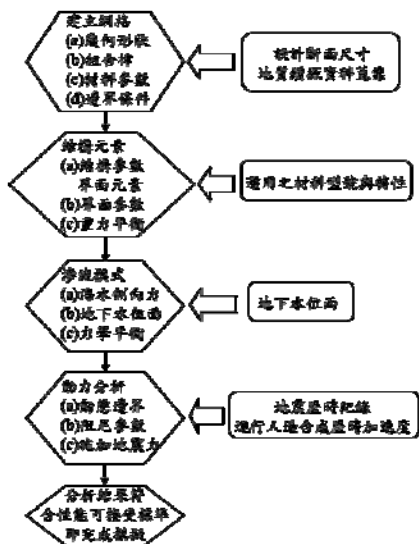 建立網格
(a)幾何形狀
(b)組合律
(c)材料參數
(d)邊界條件
設計斷面尺寸
地質鑽探資料蒐集
結構元素
(a)結構參數
界面元素
(b)界面參數
(c)重力平衡
選用之材料型號與特性
滲流模式
(a)降水側向力
(b)地下水位面
(c)力學平衡
地下水位面
動力分析
(a)動態邊界
(b)阻尼參數
(c)施加地震力
地震歷時紀錄
進行人造合成歷時加速度
分析結果符
合性能可接受標準
即完成模擬